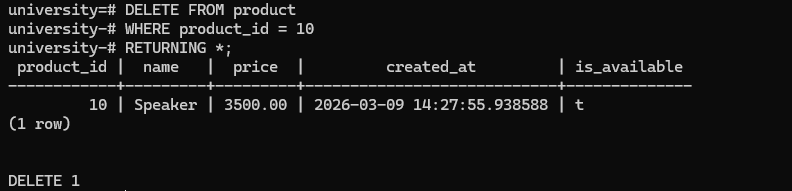 university=# DELETE FROM product
university-# WHERE product_id = 10
university-# RETURNING *;
 product_id |  name   |  price  |         created_at         | is_available
------------+---------+---------+----------------------------+--------------
         10 | Speaker | 3500.00 | 2026-03-09 14:27:55.938588 | t
(1 row)
DELETE 1